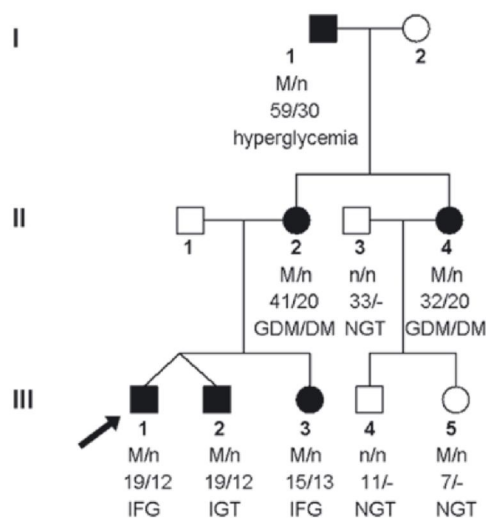 I
1 2
M/n
59/30
hyperglycemia
II
1 2 3 4
M/n n/n M/n
41/20 33/- 32/20
GDM/DM NGT GDM/DM
III
1 2 3 4 5
M/n M/n M/n n/n M/n
19/12 19/12 15/13 11/- 7/-
IFG IGT IFG NGT NGT